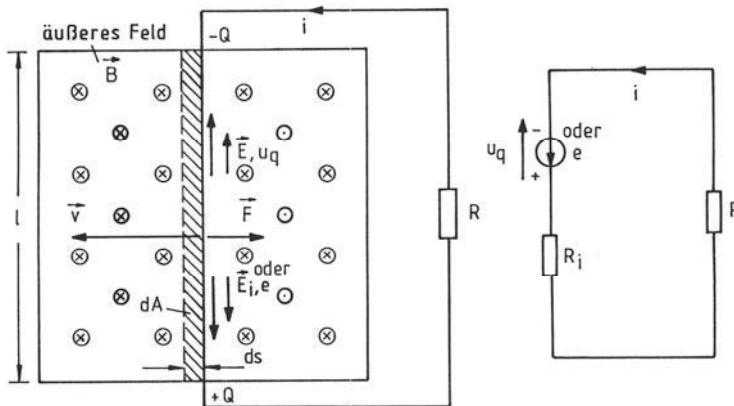 äußeres Feld
B
-Q
i
E, u_q
v
F
l
R
oder
E_i, e
dA
ds
+Q
i
- oder
u_q e
+
R_i
R